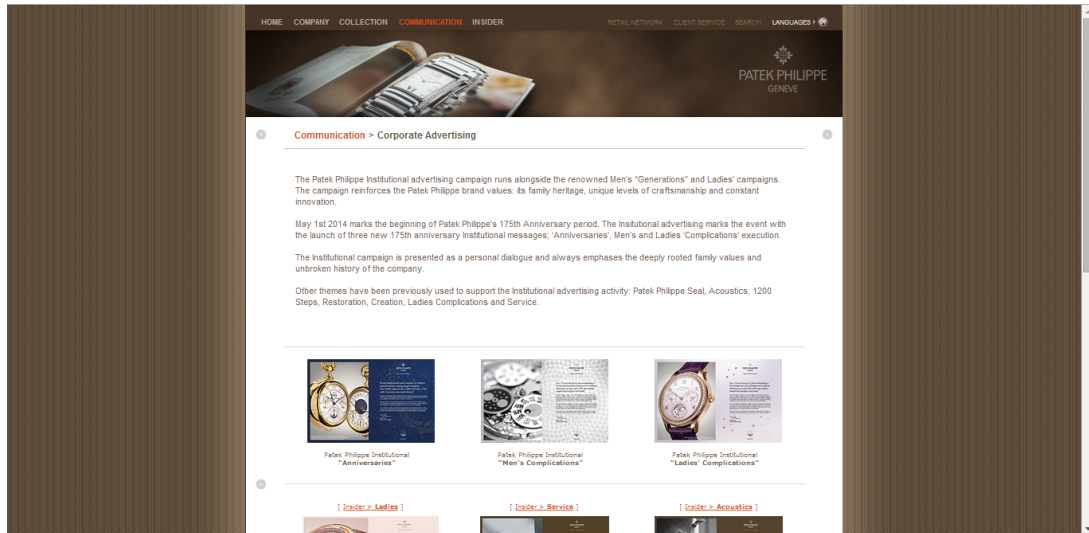 HOME COMPANY COLLECTION COMMUNICATION INSIDER RETAIL NETWORK CLIENT SERVICE SEARCH LANGUAGES
PATEK PHILIPPE
GENEVE
Communication > Corporate Advertising
The Patek Philippe Institutional advertising campaign runs alongside the renowned Men's "Generations" and Ladies' campaigns.
The campaign reinforces the Patek Philippe brand values: its family heritage, unique levels of craftsmanship and constant
innovation.
May 1st 2014 marks the beginning of Patek Philippe's 175th Anniversary period. The Insitutional advertising marks the event with
the launch of three new 175th anniversary Institutional messages; 'Anniversaries', Men's and Ladies 'Complications' execution.
The Institutional campaign is presented as a personal dialogue and always emphases the deeply rooted family values and
unbroken history of the company.
Other themes have been previously used to support the Institutional advertising activity: Patek Philippe Seal, Acoustics, 1200
Steps, Restoration, Creation, Ladies Complications and Service.
Patek Philippe Institutional
"Anniversaries"
Patek Philippe Institutional
"Men's Complications"
Patek Philippe Institutional
"Ladies' Complications"
[ Insider > Ladies ]
[ Insider > Service ]
[ Insider > Acoustics ]